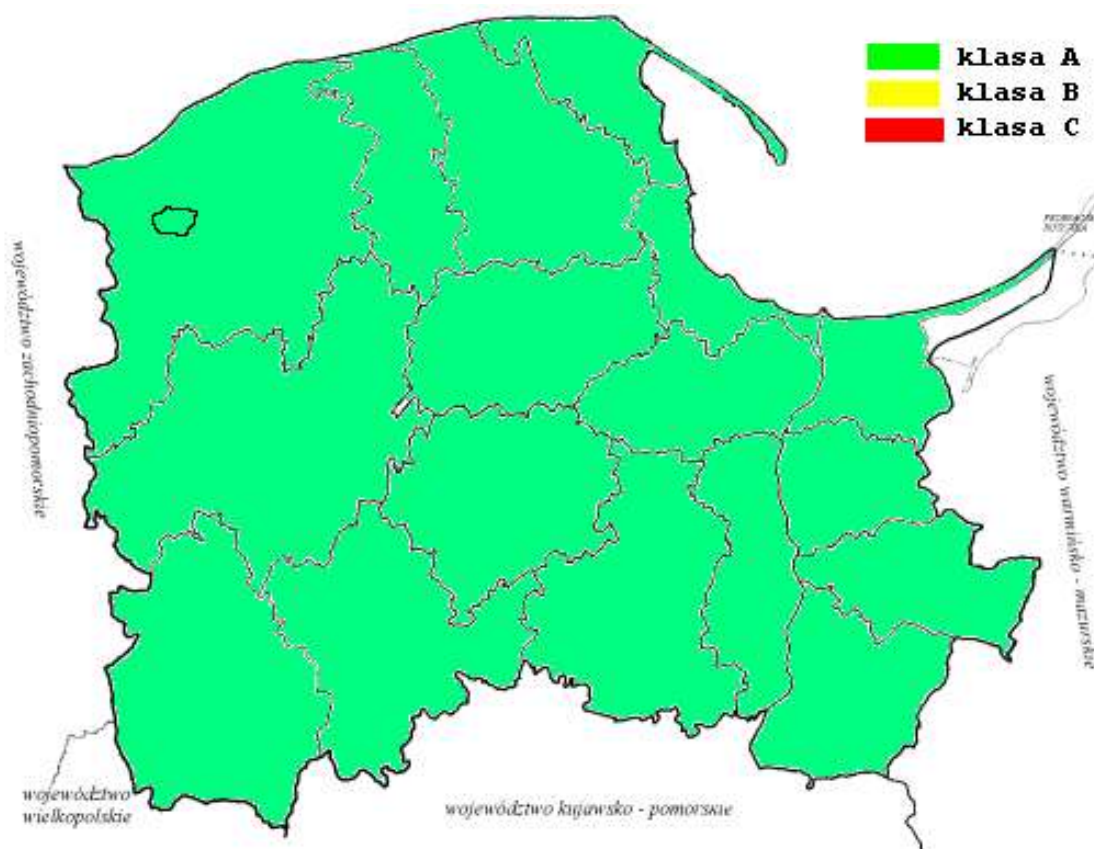 klasa A
klasa B
klasa C
województwo zachodniopomorskie
województwo warmińsko - mazurskie
województwo
wielkopolskie
województwo kujawsko - pomorskie